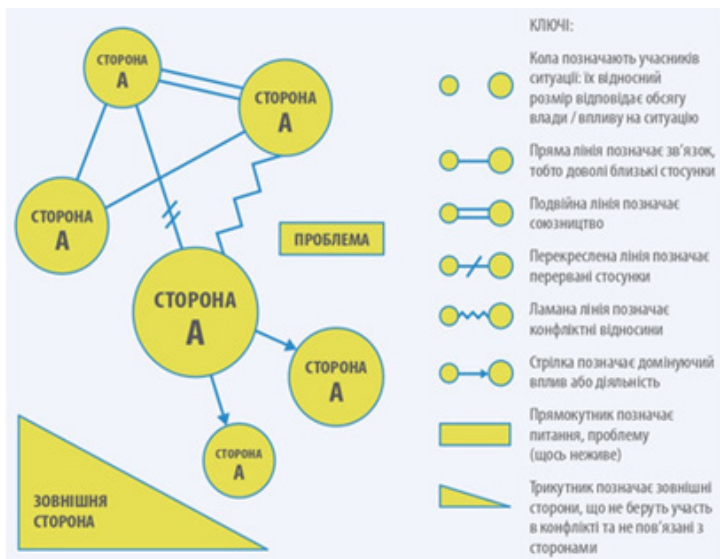 СТОРОНА
А
СТОРОНА
А
СТОРОНА
А
ПРОБЛЕМА
СТОРОНА
А
СТОРОНА
А
СТОРОНА
А
ЗОВНІШНЯ
СТОРОНА
КЛЮЧІ:
Кола позначають учасників
ситуації: їх відносний
розмір відповідає обсягу
влади / впливу на ситуацію
Пряма лінія позначає зв'язок,
тобто доволі близькі стосунки
Подвійна лінія позначає
союзництво
Перекреслена лінія позначає
перервані стосунки
Ламана лінія позначає
конфліктні відносини
Стрілка позначає домінуючий
вплив або діяльність
Прямокутник позначає
питання, проблему
(щось неживе)
Трикутник позначає зовнішні
сторони, що не беруть участь
в конфлікті та не пов'язані з
сторонами